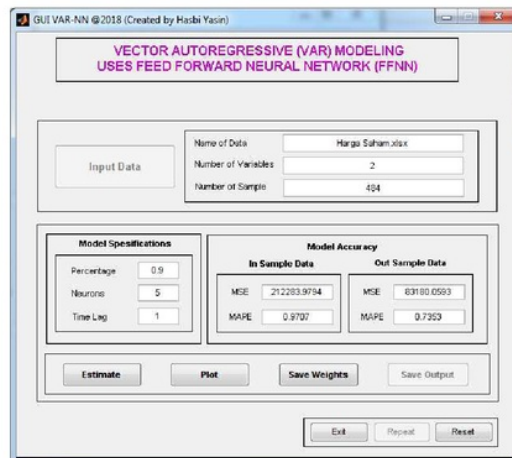 GUI VAR-NN @2018 (Created by Hasbi Yasin)
VECTOR AUTOREGRESSIVE (VAR) MODELING
USES FEED FORWARD NEURAL NETWORK (FFNN)
Input Data
Name of Data Harga Saham.xlsx
Number of Variables 2
Number of Sample 484
Model Spesifications
Percentage 0.9
Neurons 5
Time Lag 1
Model Accuracy
In Sample Data Out Sample Data
MSE 212283.9794 MSE 83180.0593
MAPE 0.9707 MAPE 0.7353
Estimate Plot Save Weights Save Output
Exit Repeat Reset